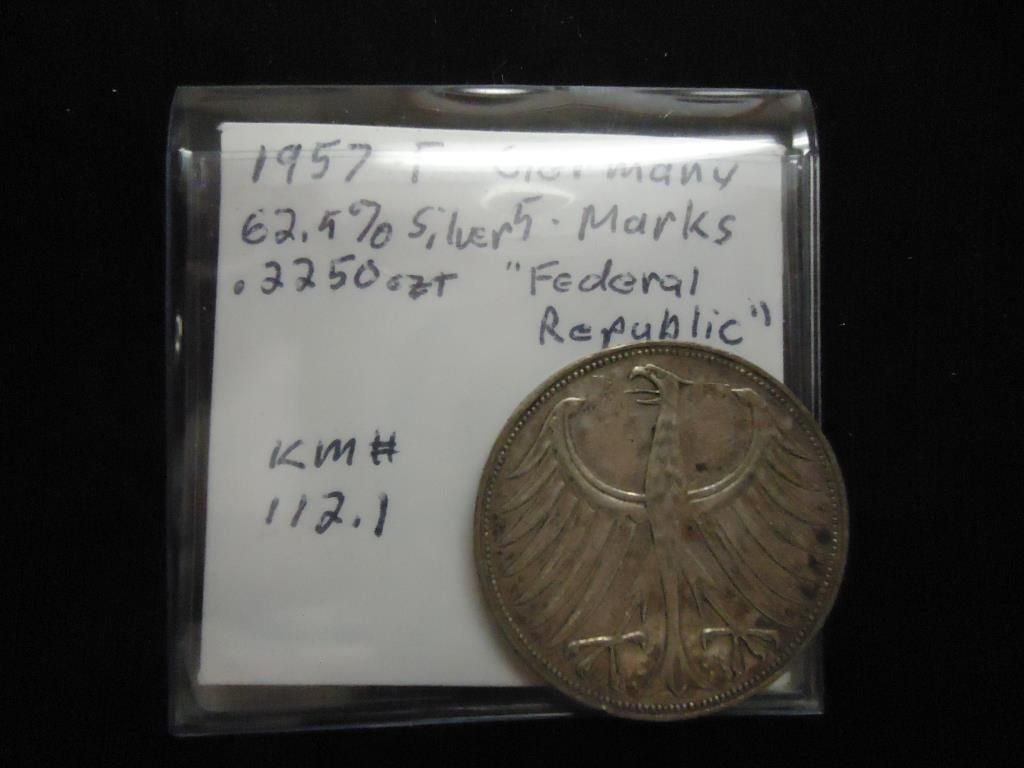 1957 F Germany
62.5% Silver 5. Marks
.2250 ozt "Federal
Republic"
KM#
112.1